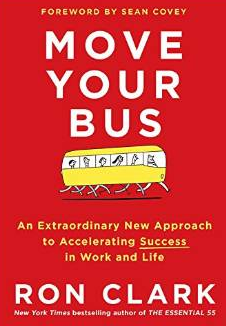 FOREWORD BY SEAN COVEY
MOVE
YOUR
BUS
An Extraordinary New Approach
to Accelerating Success
in Work and Life
RON CLARK
New York Times bestselling author of THE ESSENTIAL 55